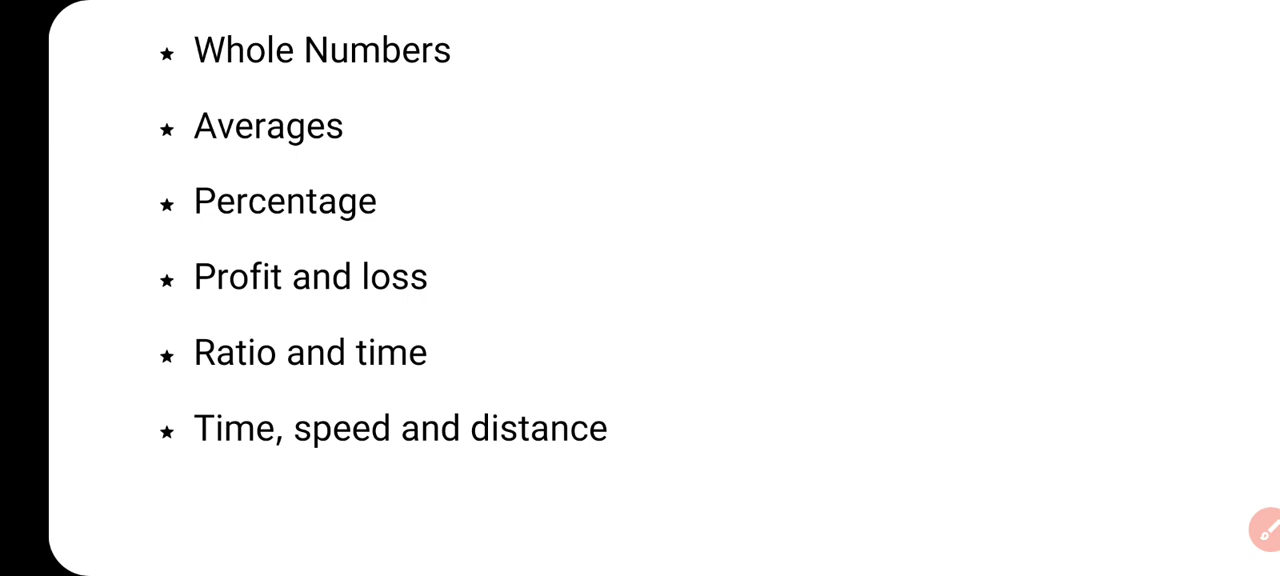 ★ Whole Numbers
★ Averages
★ Percentage
★ Profit and loss
★ Ratio and time
★ Time, speed and distance